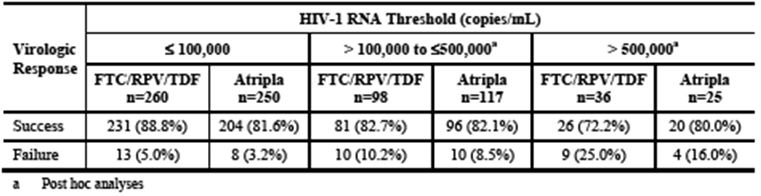 HIV-1 RNA Threshold (copies/mL)
Virologic Response
≤ 100,000 > 100,000 to ≤500,000ª > 500,000ª
FTC/RPV/TDF n=260 Atripla n=250 FTC/RPV/TDF n=98 Atripla n=117 FTC/RPV/TDF n=36 Atripla n=25
Success 231 (88.8%) 204 (81.6%) 81 (82.7%) 96 (82.1%) 26 (72.2%) 20 (80.0%)
Failure 13 (5.0%) 8 (3.2%) 10 (10.2%) 10 (8.5%) 9 (25.0%) 4 (16.0%)
a Post hoc analyses